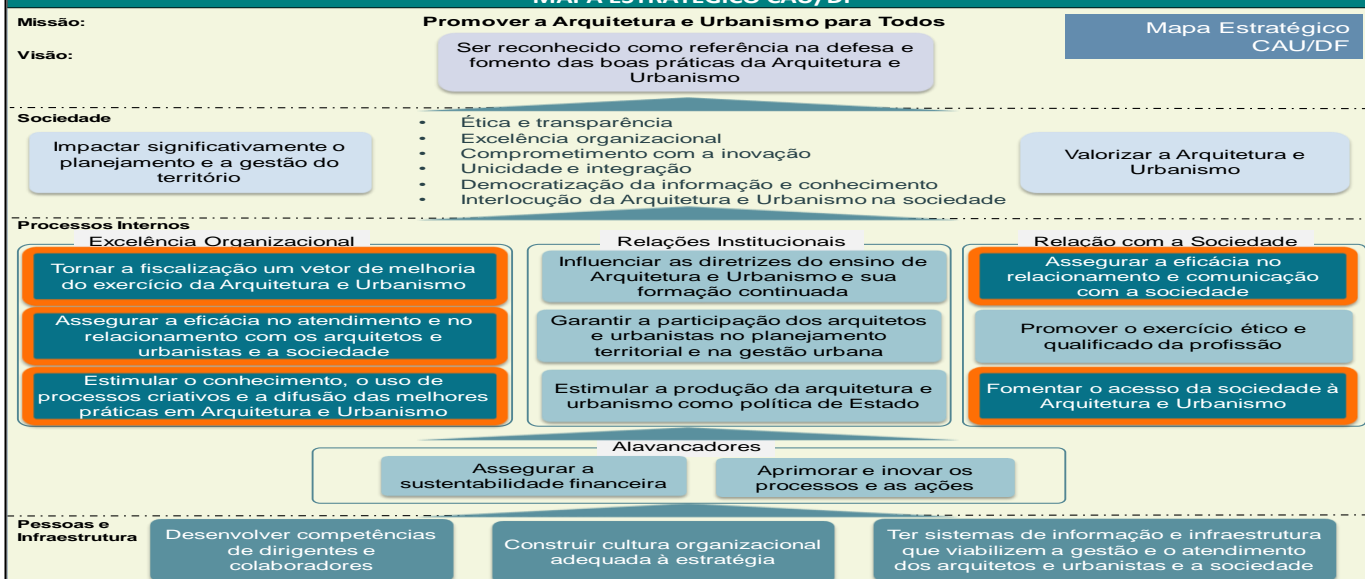 MAPA ESTRATÉGICO CAU/DF
Missão:
Promover a Arquitetura e Urbanismo para Todos
Mapa Estratégico
CAU/DF
Visão:
Ser reconhecido como referência na defesa e
fomento das boas práticas da Arquitetura e
Urbanismo
Sociedade
Impactar significativamente o
planejamento e a gestão do
território
• Ética e transparência
• Excelência organizacional
• Comprometimento com a inovação
• Unicidade e integração
• Democratização da informação e conhecimento
• Interlocução da Arquitetura e Urbanismo na sociedade
Valorizar a Arquitetura e
Urbanismo
Processos Internos
Excelência Organizacional
Tornar a fiscalização um vetor de melhoria
do exercício da Arquitetura e Urbanismo
Assegurar a eficácia no atendimento e no
relacionamento com os arquitetos e
urbanistas e a sociedade
Estimular o conhecimento, o uso de
processos criativos e a difusão das melhores
práticas em Arquitetura e Urbanismo
Relações Institucionais
Influenciar as diretrizes do ensino de
Arquitetura e Urbanismo e sua
formação continuada
Garantir a participação dos arquitetos
e urbanistas no planejamento
territorial e na gestão urbana
Estimular a produção da arquitetura e
urbanismo como política de Estado
Relação com a Sociedade
Assegurar a eficácia no
relacionamento e comunicação
com a sociedade
Promover o exercício ético e
qualificado da profissão
Fomentar o acesso da sociedade à
Arquitetura e Urbanismo
Alavancadores
Assegurar a
sustentabilidade financeira
Aprimorar e inovar os
processos e as ações
Pessoas e
Infraestrutura
Desenvolver competências
de dirigentes e
colaboradores
Construir cultura organizacional
adequada à estratégia
Ter sistemas de informação e infraestrutura
que viabilizem a gestão e o atendimento
dos arquitetos e urbanistas e a sociedade